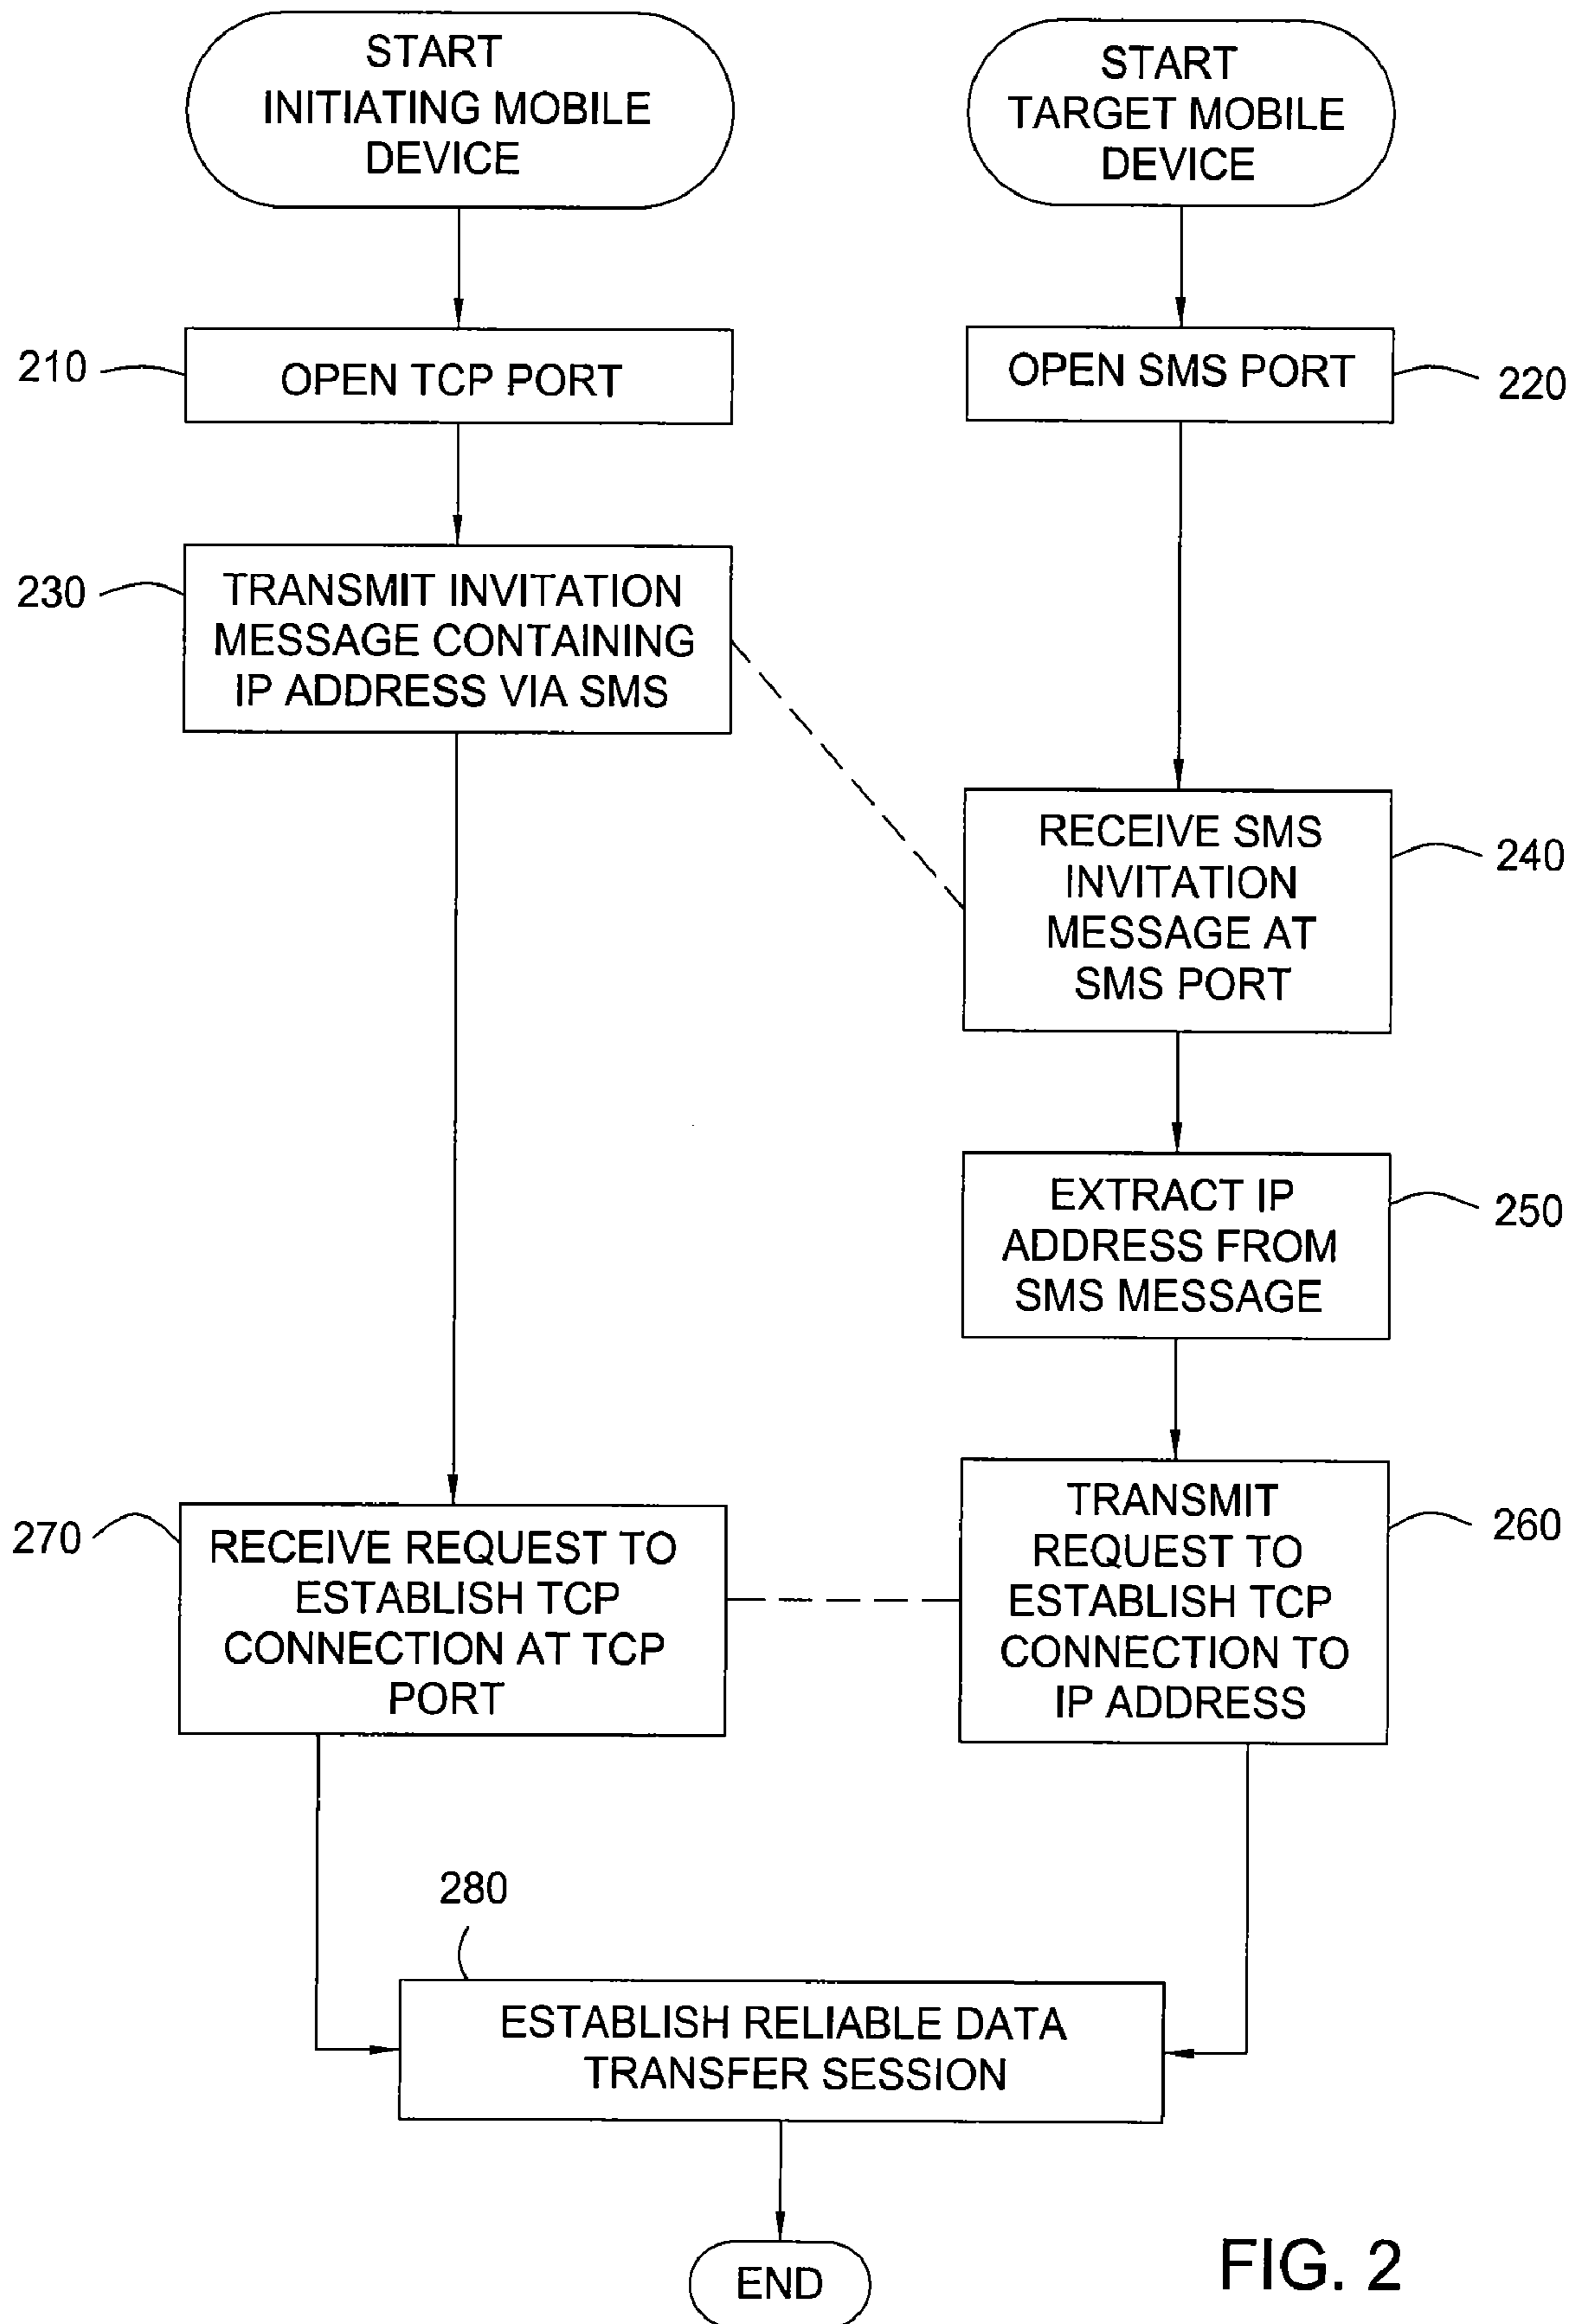 START
INITIATING MOBILE
DEVICE
START
TARGET MOBILE
DEVICE
210
OPEN TCP PORT
OPEN SMS PORT
220
230
TRANSMIT INVITATION
MESSAGE CONTAINING
IP ADDRESS VIA SMS
RECEIVE SMS
INVITATION
MESSAGE AT
SMS PORT
240
EXTRACT IP
ADDRESS FROM
SMS MESSAGE
250
270
RECEIVE REQUEST TO
ESTABLISH TCP
CONNECTION AT TCP
PORT
TRANSMIT
REQUEST TO
ESTABLISH TCP
CONNECTION TO
IP ADDRESS
260
280
ESTABLISH RELIABLE DATA
TRANSFER SESSION
END
FIG. 2